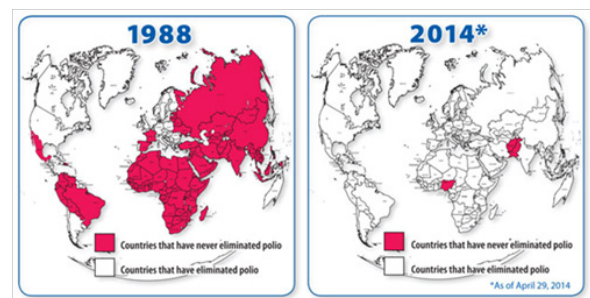 1988
Countries that have never eliminated polio
Countries that have eliminated polio
2014*
Countries that have never eliminated polio
Countries that have eliminated polio
*As of April 29, 2014